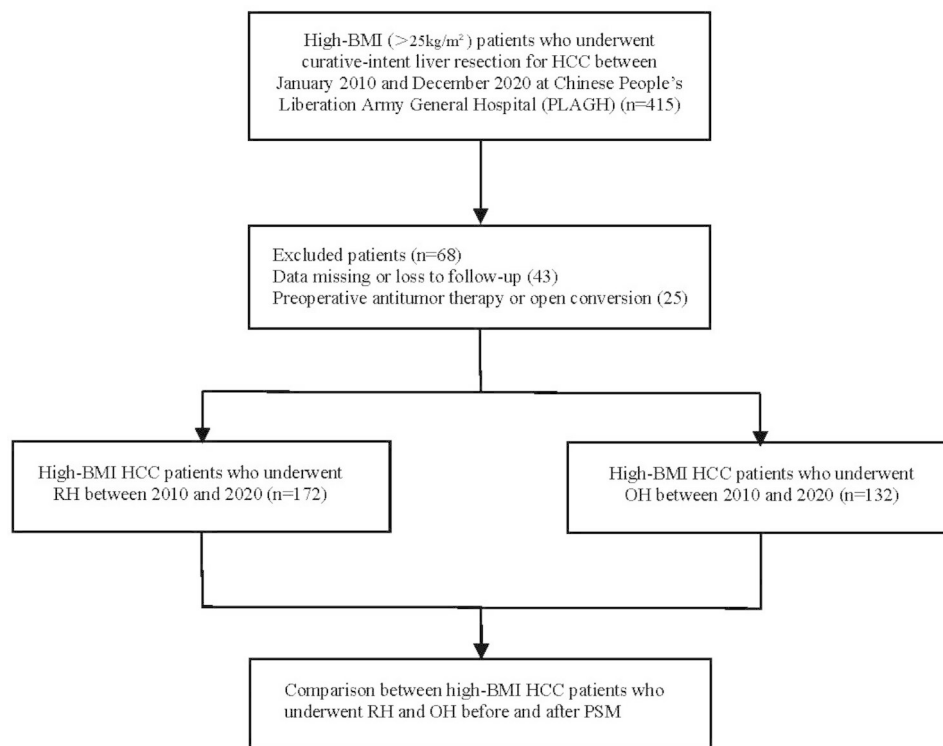 High-BMI (>25kg/m²) patients who underwent
curative-intent liver resection for HCC between
January 2010 and December 2020 at Chinese People's
Liberation Army General Hospital (PLAGH) (n=415)
Excluded patients (n=68)
Data missing or loss to follow-up (43)
Preoperative antitumor therapy or open conversion (25)
High-BMI HCC patients who underwent
RH between 2010 and 2020 (n=172)
High-BMI HCC patients who underwent
OH between 2010 and 2020 (n=132)
Comparison between high-BMI HCC patients who
underwent RH and OH before and after PSM